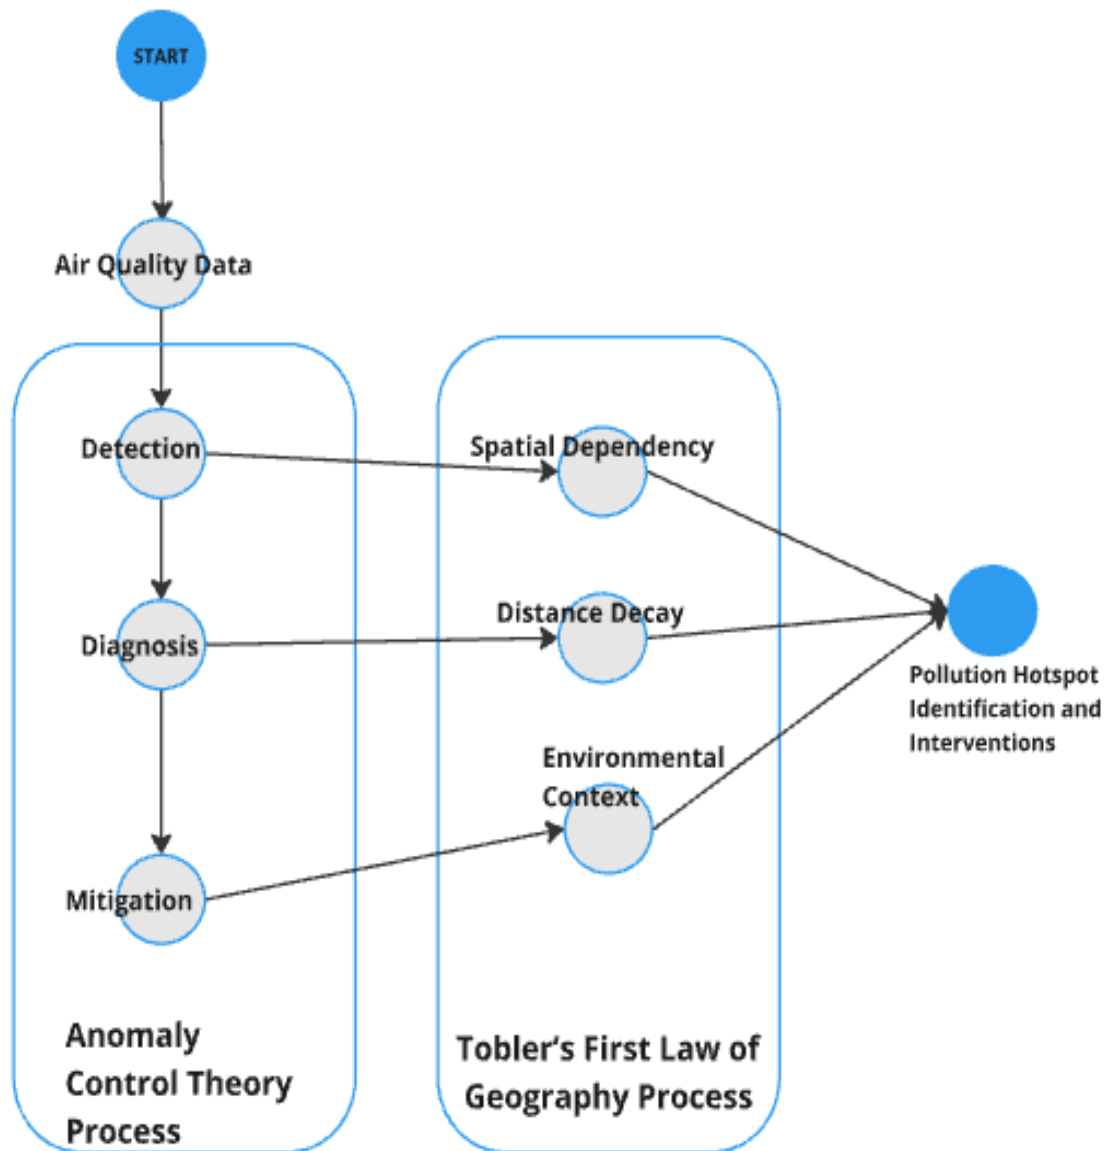 START
Air Quality Data
Detection
Spatial Dependency
Diagnosis
Distance Decay
Pollution Hotspot
Identification and
Interventions
Environmental
Context
Mitigation
Anomaly
Control Theory
Process
Tobler‘s First Law of
Geography Process